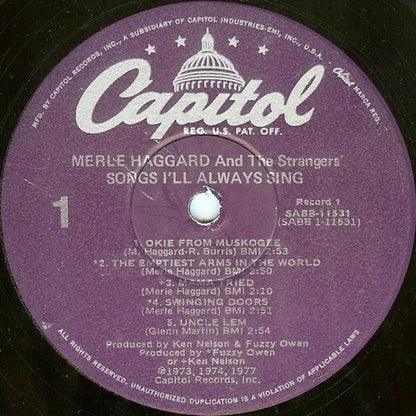 MFD. BY CAPITOL RECORDS, INC., A SUBSIDIARY OF CAPITOL INDUSTRIES-EMI, INC., U.S.A.
MARCA REG.
Capitol
REG. U.S. PAT. OFF.
MERLE HAGGARD And The Strangers
SONGS I'LL ALWAYS SING
1
Record 1
SABB-11531
(SABB 1-11531)
1. OKIE FROM MUSKOGEE
(M. Haggard-R. Burris) BMI 2:53
*2. THE EMPTIEST ARMS IN THE WORLD
(Merle Haggard) BMI 2:50
+3. MAMA TRIED
(Merle Haggard) BMI 2:10
*4. SWINGING DOORS
(Merle Haggard) BMI 2:51
5. UNCLE LEM
(Glenn Martin) BMI 2:54
Produced by Ken Nelson & Fuzzy Owen
Produced by *Fuzzy Owen
or +Ken Nelson
©1973, 1974, 1977
Capitol Records, Inc.
ALL RIGHTS RESERVED. UNAUTHORIZED DUPLICATION IS A VIOLATION OF APPLICABLE LAWS